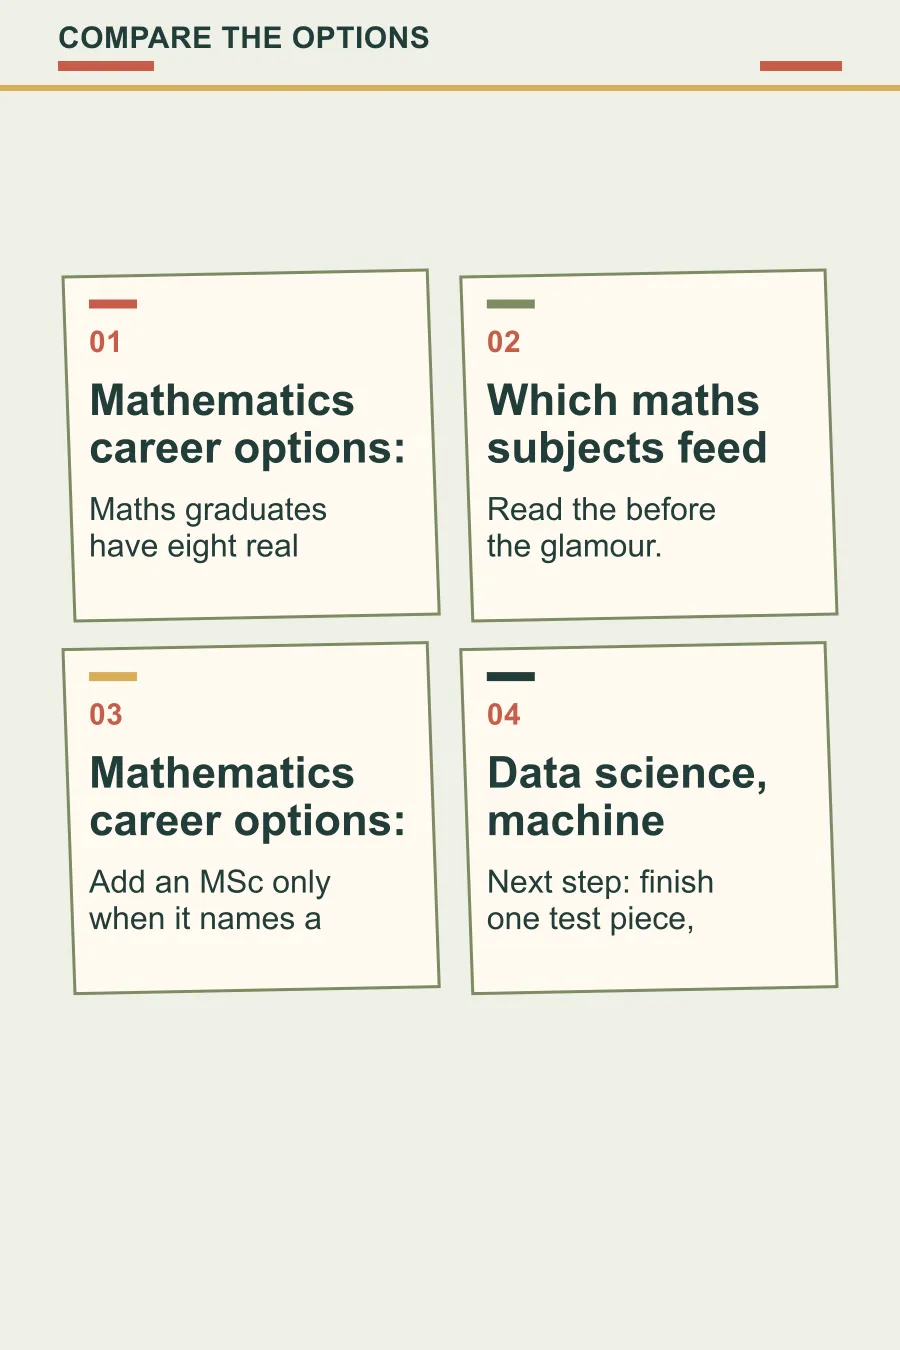 COMPARE THE OPTIONS
01
Mathematics
career options:
Maths graduates
have eight real
02
Which maths
subjects feed
Read the before
the glamour.
03
Mathematics
career options:
Add an MSc only
when it names a
04
Data science,
machine
Next step: finish
one test piece,